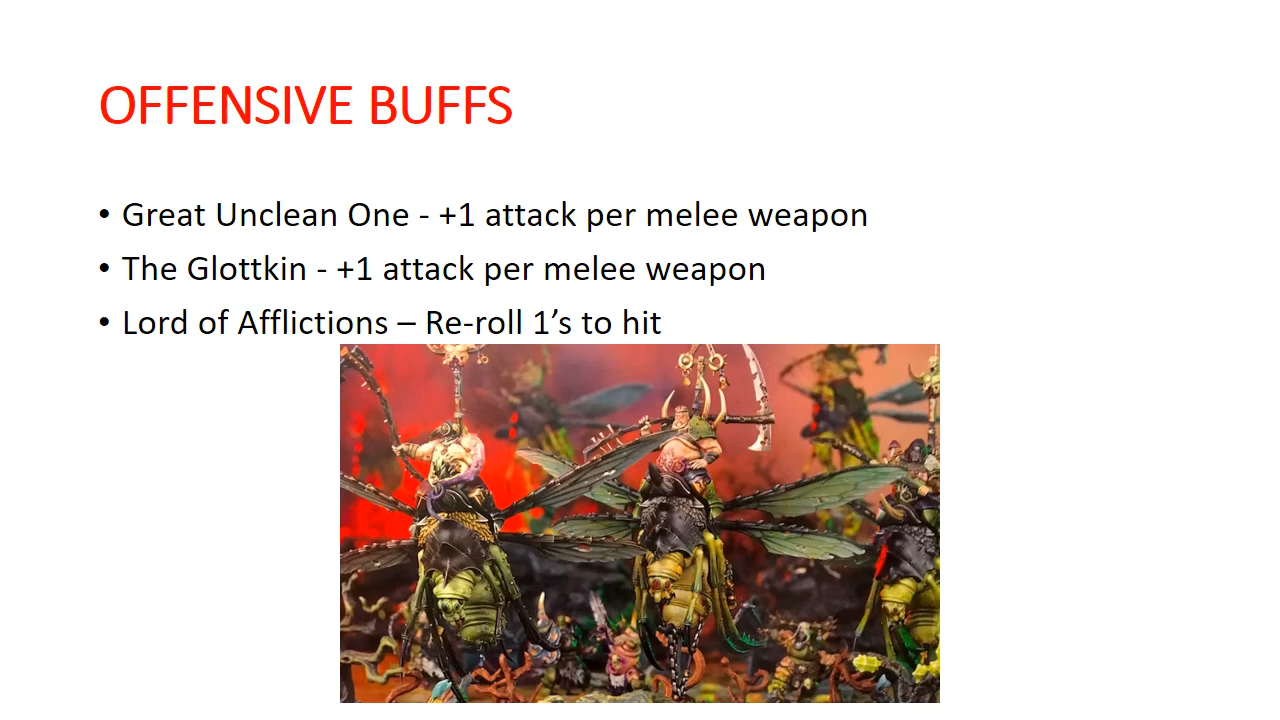 OFFENSIVE BUFFS
• Great Unclean One - +1 attack per melee weapon
• The Glottkin - +1 attack per melee weapon
• Lord of Afflictions – Re-roll 1’s to hit